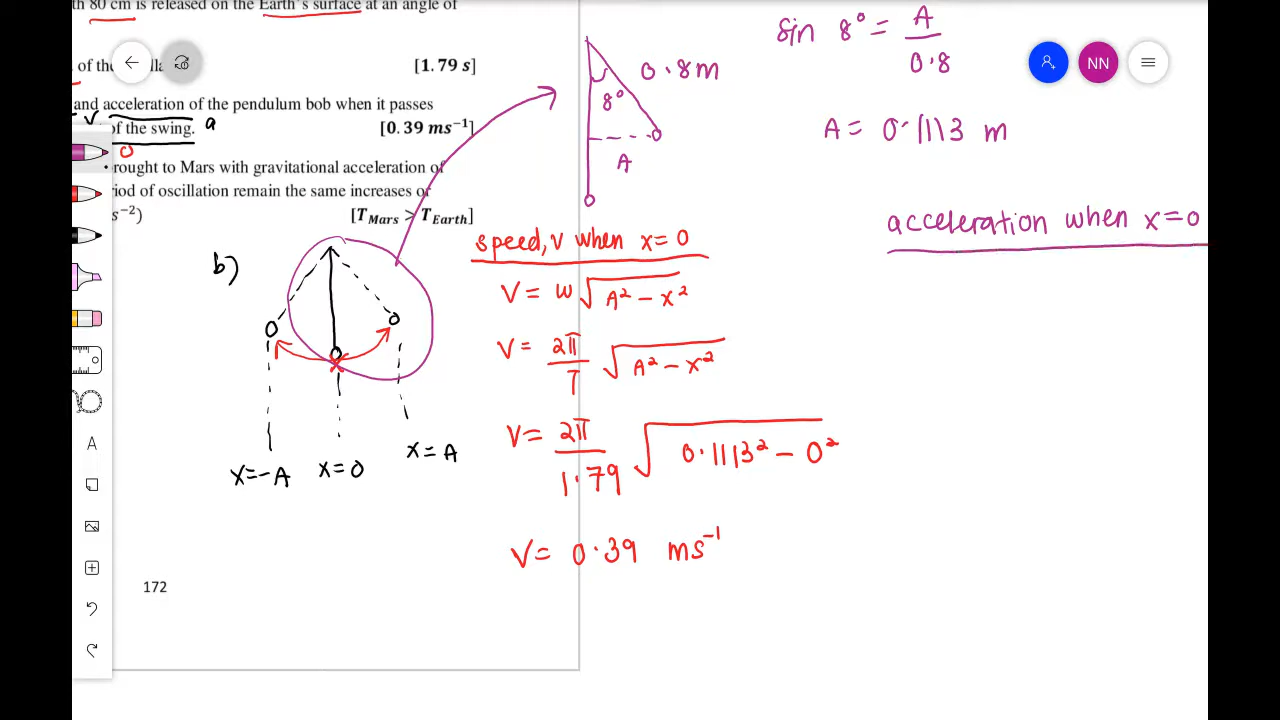 th 80 cm is released on the Earth's surface at an angle of
of the [1.79 s]
and acceleration of the pendulum bob when it passes
v
of the swing. a [0.39 ms⁻¹]
0
rought to Mars with gravitational acceleration of
riod of oscillation remain the same increases or
s⁻²) [T_Mars > T_Earth]
b)
x=-A x=0 x=A
172
0.8m
8°
A
sin 8° = A / 0.8
A = 0.1113 m
NN
speed, v when x=0
V = ω√A² - x²
V = 2π/T √A² - x²
V = 2π/1.79 √0.1113² - 0²
V = 0.39 ms⁻¹
acceleration when x=0
A